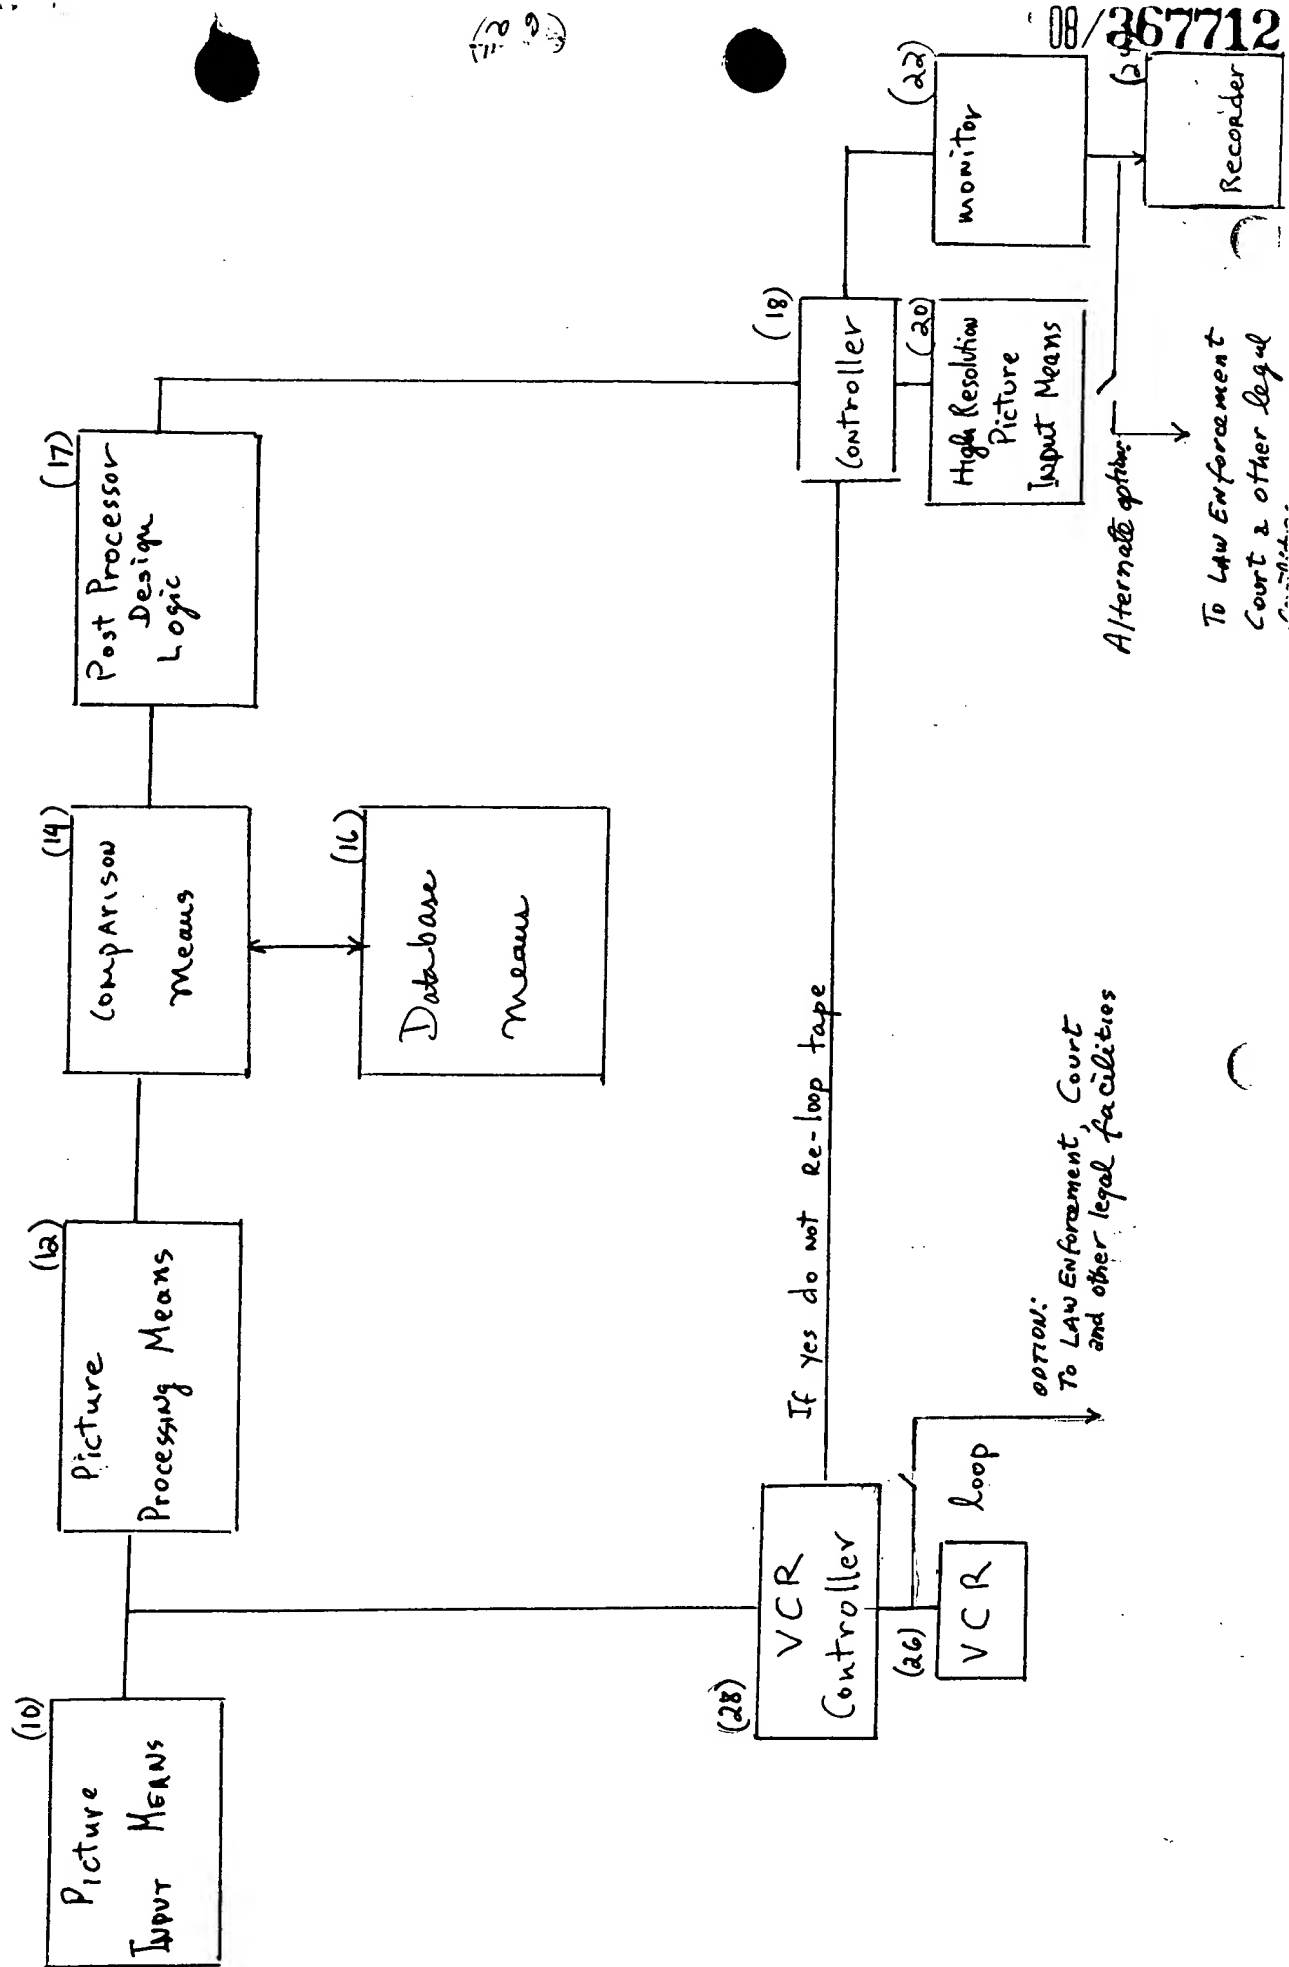 08/367712
(10)
Picture
Input Means
(12)
Picture
Processing Means
(14)
Comparison
Means
(16)
Database
Means
(17)
Post Processor
Design
Logic
(28)
VCR
Controller
(26)
VCR
loop
OPTION:
To Law Enforcement, Court
and other legal facilities
If yes do not Re-loop tape
(18)
Controller
(20)
High Resolution
Picture
Input Means
(22)
Monitor
Recorder
Alternate option:
To Law Enforcement
Court & other legal